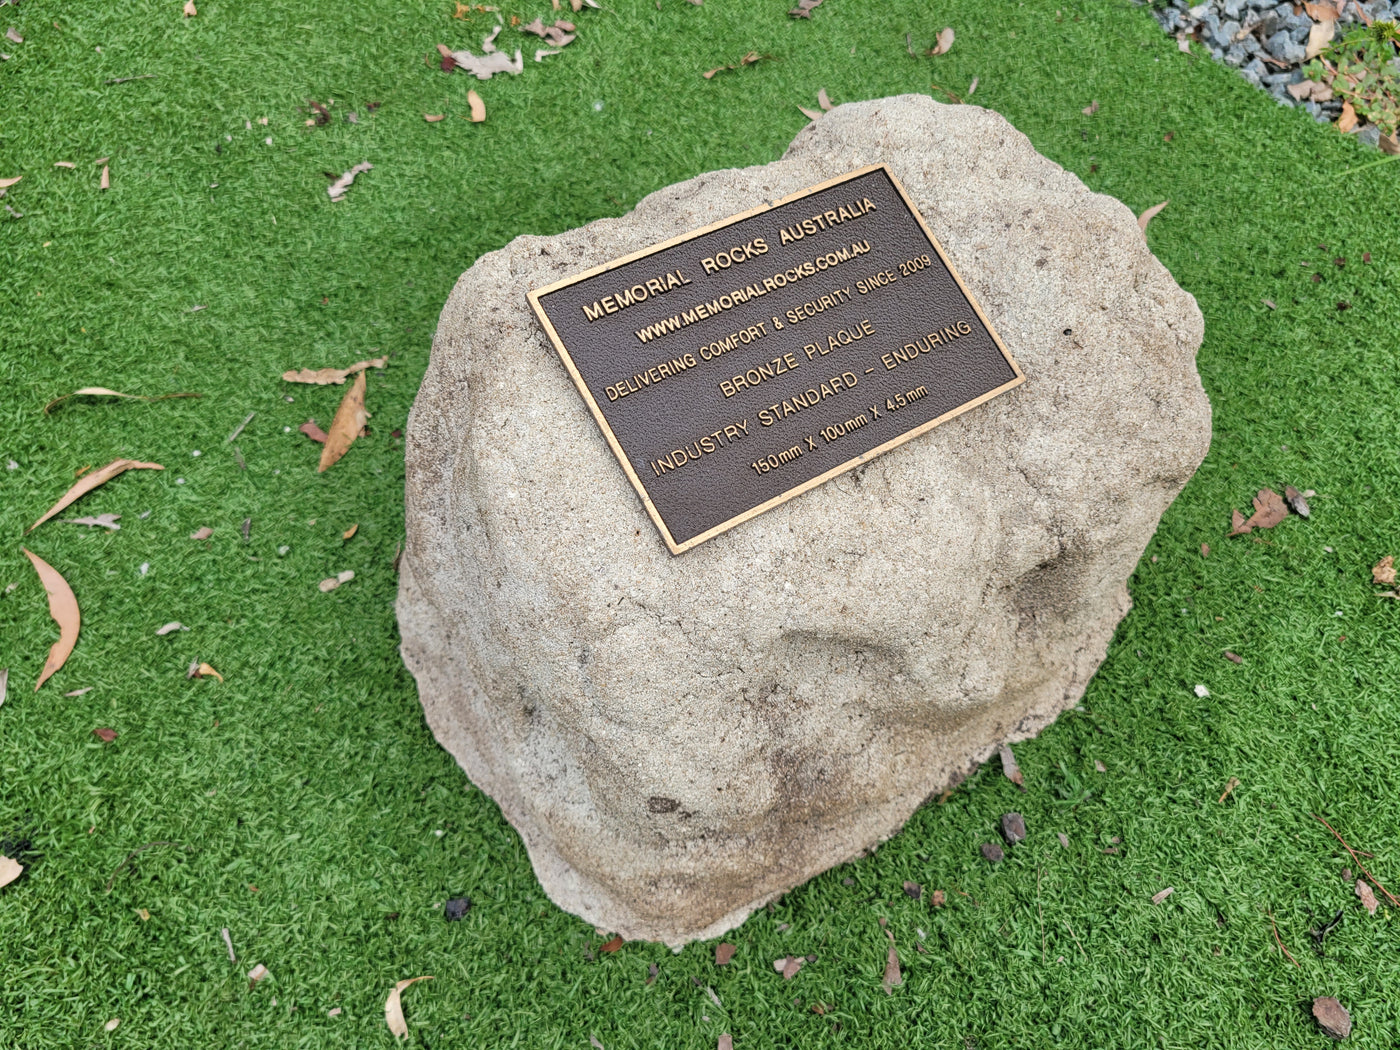 MEMORIAL ROCKS AUSTRALIA
WWW.MEMORIALROCKS.COM.AU
DELIVERING COMFORT & SECURITY SINCE 2009
BRONZE PLAQUE
INDUSTRY STANDARD - ENDURING
150mm X 100mm X 4.5mm